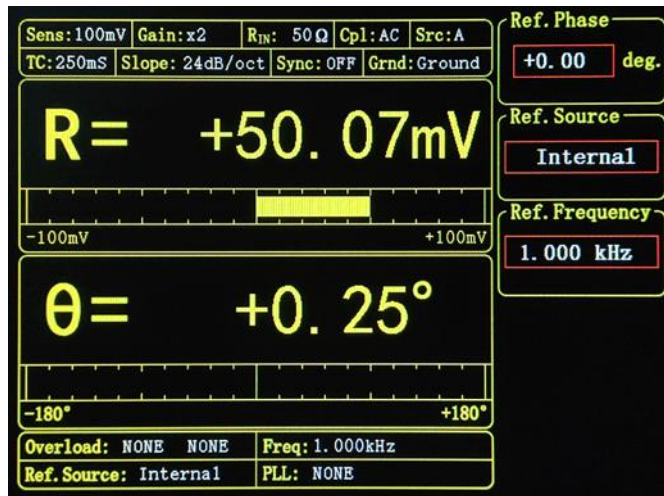 Sens:100mV Gain:x2 RIN: 50Ω Cpl:AC Src:A
TC:250mS Slope: 24dB/oct Sync:OFF Grnd:Ground
R= +50.07mV
-100mV +100mV
θ= +0.25°
-180° +180°
Overload: NONE NONE Freq:1.000kHz
Ref.Source: Internal PLL: NONE
Ref.Phase
+0.00 deg.
Ref.Source
Internal
Ref.Frequency
1.000 kHz